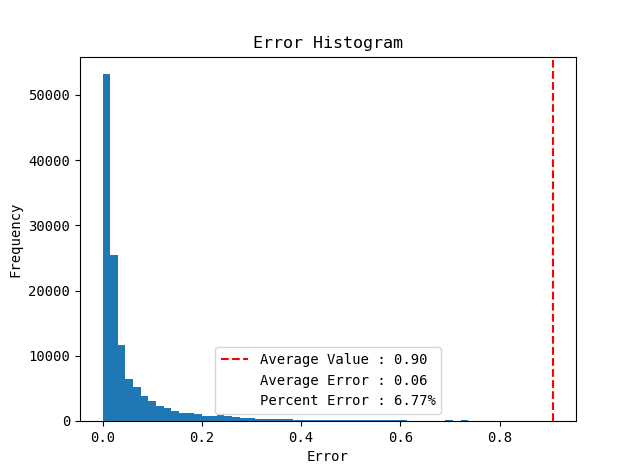 Error Histogram
50000
40000
30000
20000
10000
0
Frequency
Average Value : 0.90
Average Error : 0.06
Percent Error : 6.77%
0.0 0.2 0.4 0.6 0.8
Error